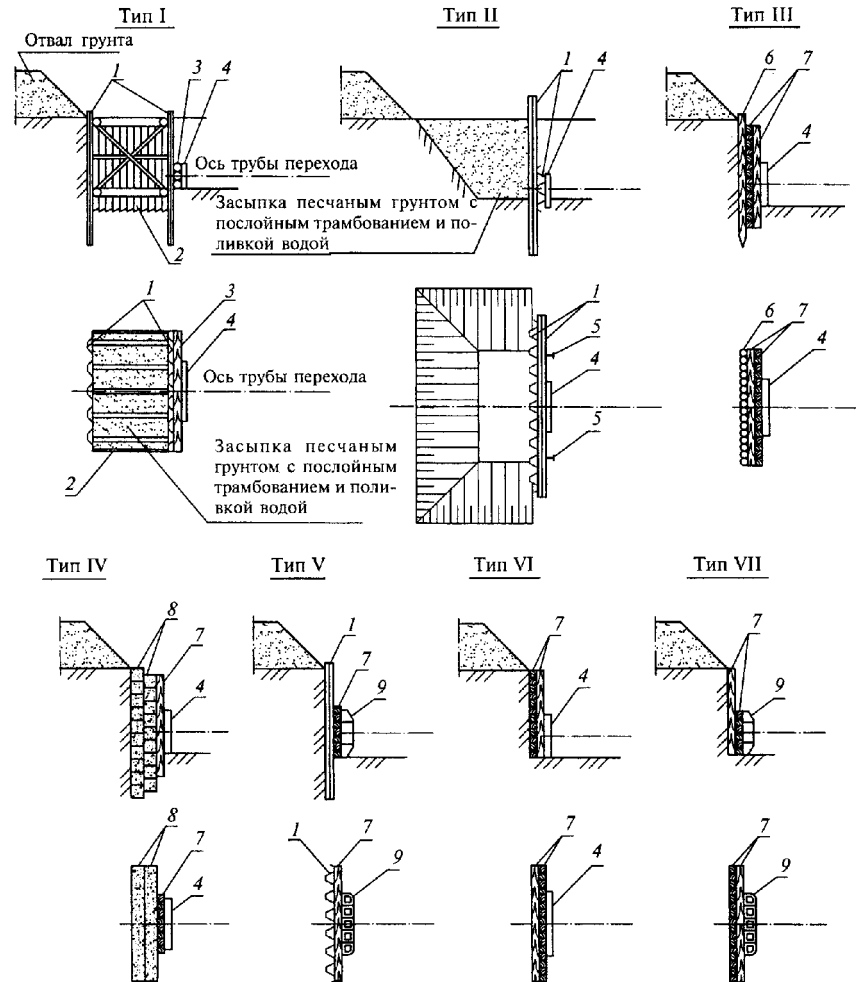 Тип I
Тип II
Тип III
Отвал грунта
1
3
4
1
4
6
7
4
Ось трубы перехода
Засыпка песчаным грунтом с
послойным трамбованием и по-
ливкой водой
2
1
3
4
Ось трубы перехода
Засыпка песчаным
грунтом с послойным
трамбованием и поли-
вкой водой
2
1
5
4
5
6
7
4
Тип IV
Тип V
Тип VI
Тип VII
8
7
4
1
7
9
7
4
7
9
8
7
4
1
7
9
7
4
7
9